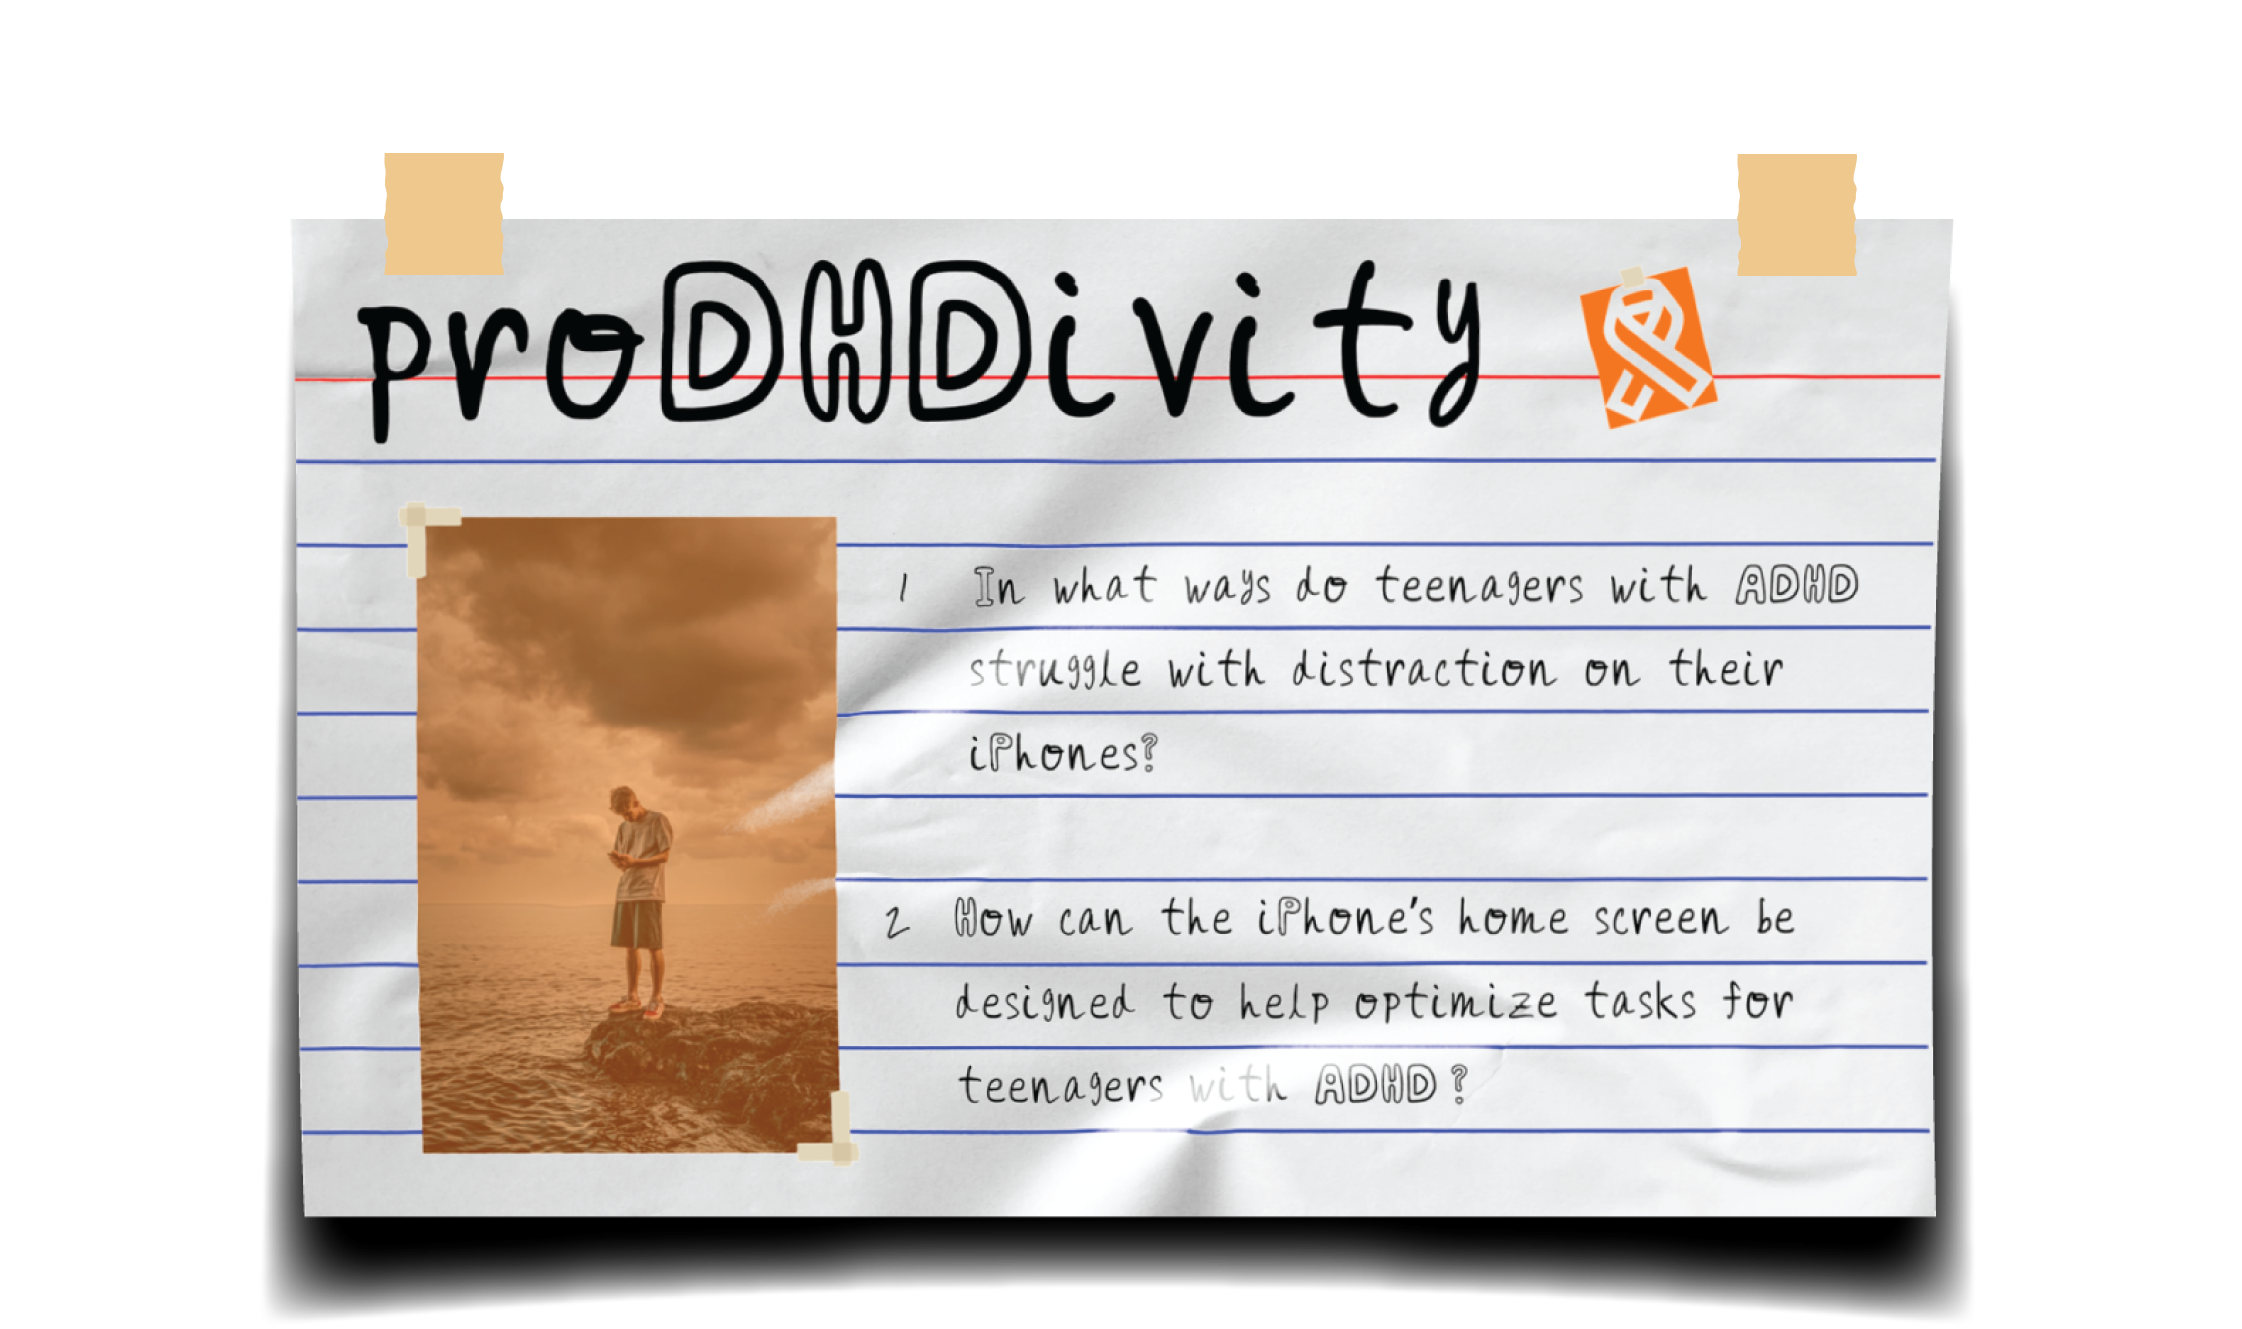 proDHDivity
1 In what ways do teenagers with ADHD
struggle with distraction on their
iPhones?
2 How can the iPhone's home screen be
designed to help optimize tasks for
teenagers with ADHD?